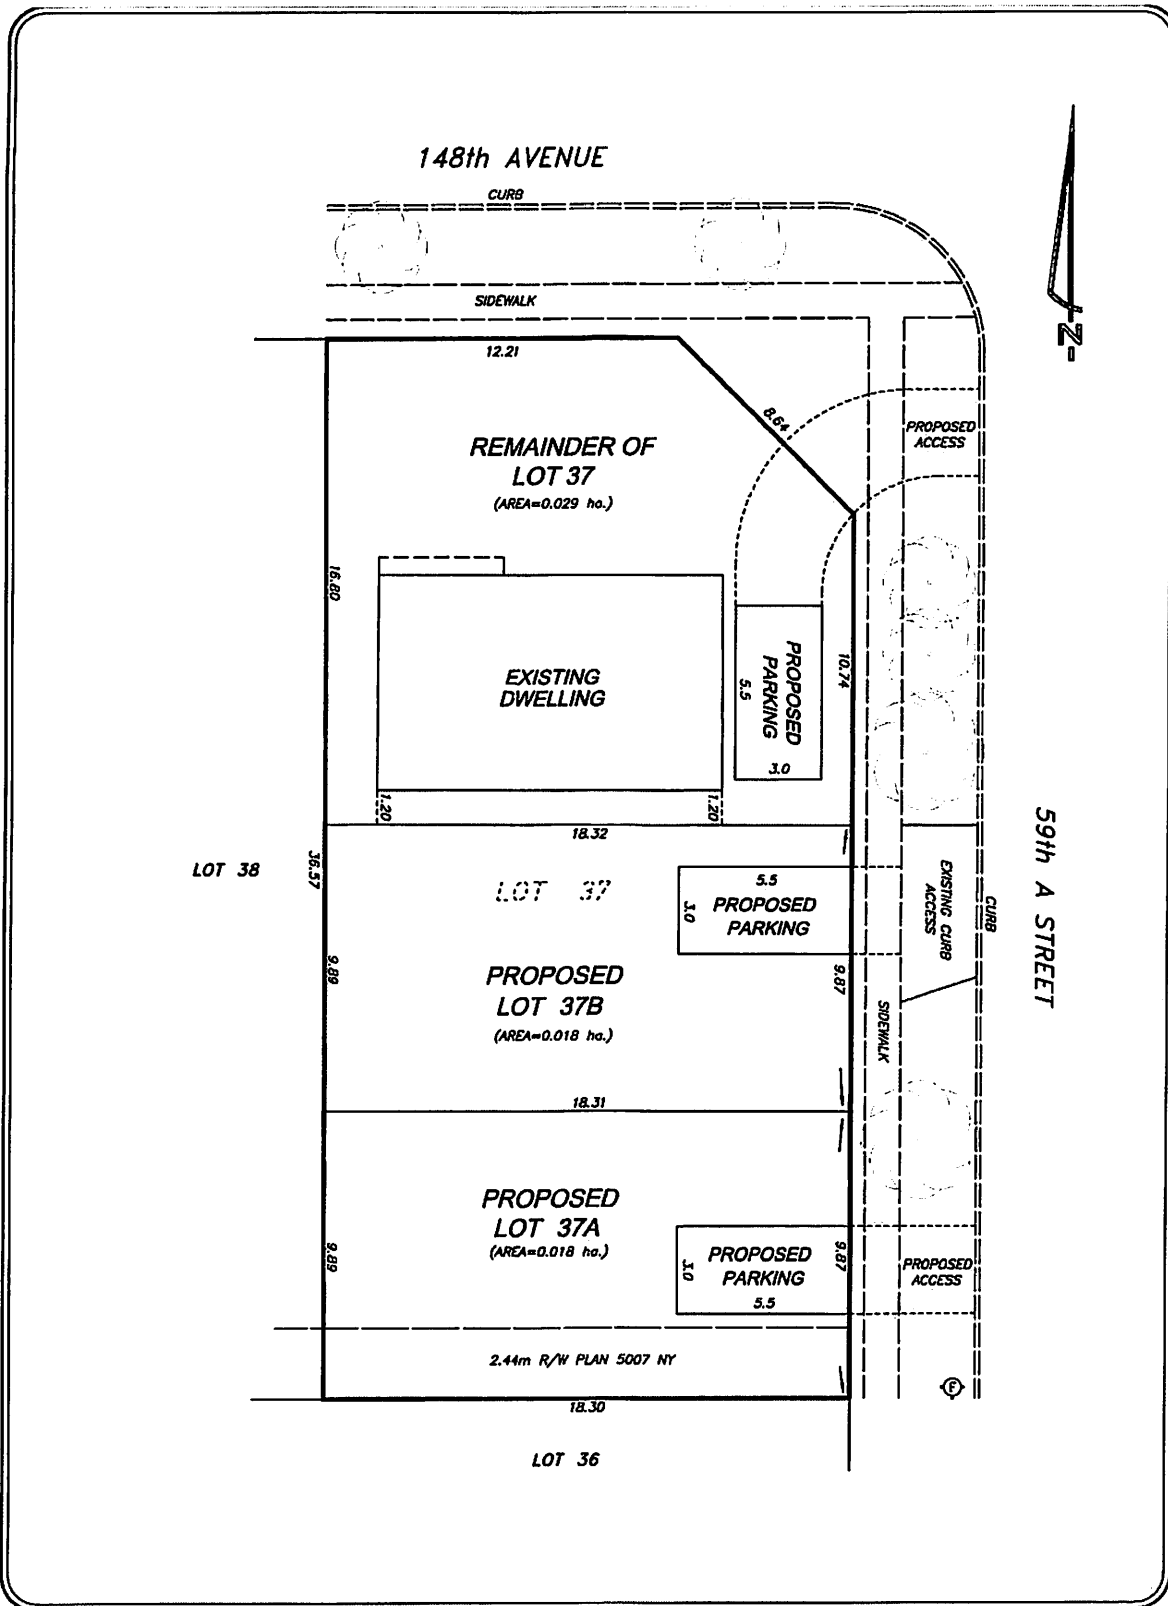 148th AVENUE
CURB
SIDEWALK
12.21
8.64
PROPOSED
ACCESS
-Z-
REMAINDER OF
LOT 37
(AREA=0.029 ha.)
16.80
EXISTING
DWELLING
PROPOSED
PARKING
5.5
3.0
10.74
1.20
1.20
18.32
59th A STREET
LOT 38
36.57
LOT 37
5.5
3.0
PROPOSED
PARKING
EXISTING CURB
ACCESS
CURB
9.89
PROPOSED
LOT 37B
(AREA=0.018 ha.)
9.87
SIDEWALK
18.31
PROPOSED
LOT 37A
(AREA=0.018 ha.)
9.89
3.0
PROPOSED
PARKING
5.5
9.87
PROPOSED
ACCESS
2.44m R/W PLAN 5007 NY
18.30
E
LOT 36